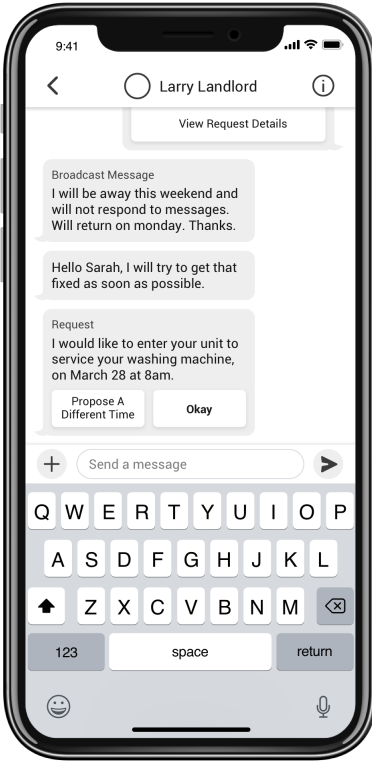 9:41
Larry Landlord
View Request Details
Broadcast Message
I will be away this weekend and
will not respond to messages.
Will return on monday. Thanks.
Hello Sarah, I will try to get that
fixed as soon as possible.
Request
I would like to enter your unit to
service your washing machine,
on March 28 at 8am.
Propose A
Different Time
Okay
Send a message
Q W E R T Y U I O P
A S D F G H J K L
Z X C V B N M
123 space return